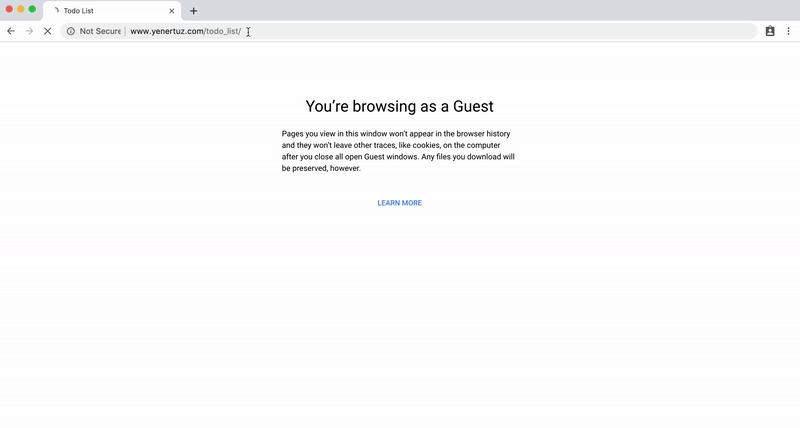 Todo List
Not Secure www.yenertuz.com/todo_list/
You're browsing as a Guest
Pages you view in this window won't appear in the browser history
and they won't leave other traces, like cookies, on the computer
after you close all open Guest windows. Any files you download will
be preserved, however.
LEARN MORE